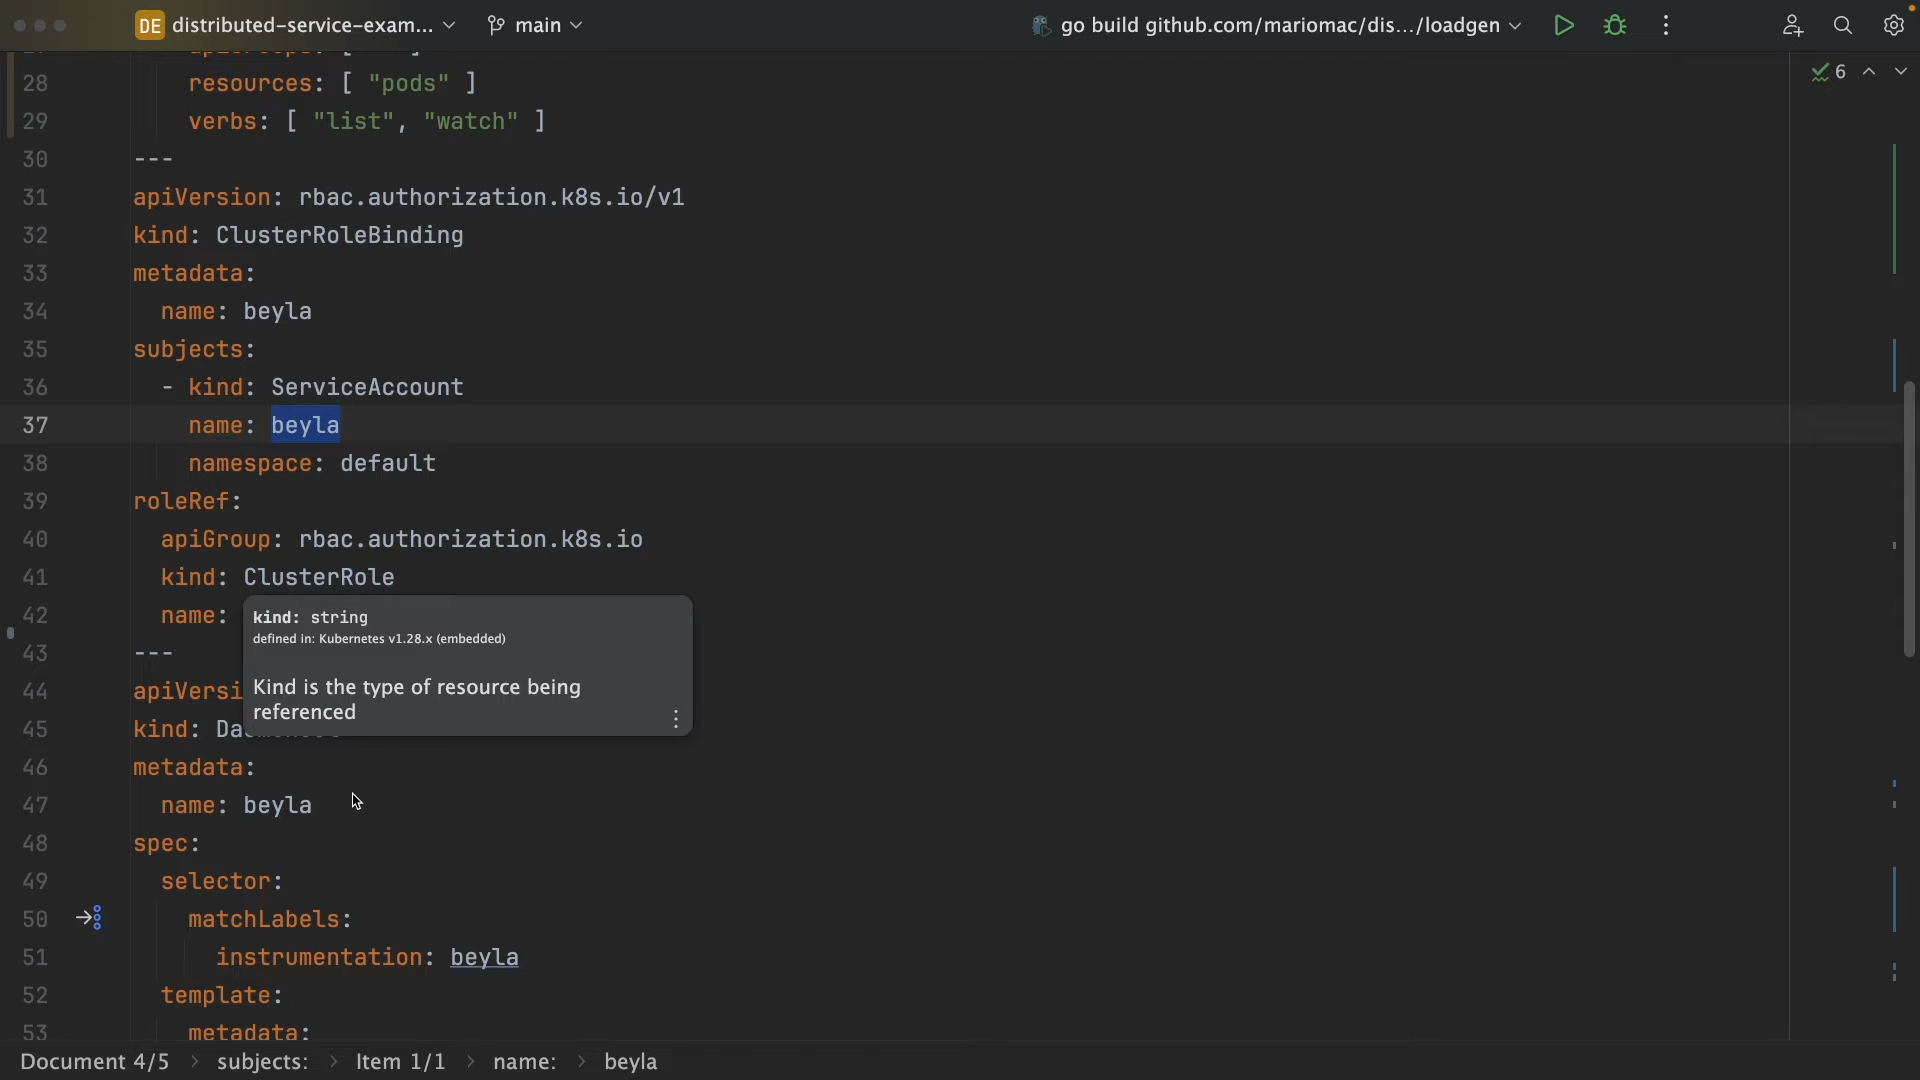 DE distributed-service-exam... main go build github.com/mariomac/dis.../loadgen
6
28 resources: [ "pods" ]
29 verbs: [ "list", "watch" ]
30 ---
31 apiVersion: rbac.authorization.k8s.io/v1
32 kind: ClusterRoleBinding
33 metadata:
34 name: beyla
35 subjects:
36 - kind: ServiceAccount
37 name: beyla
38 namespace: default
39 roleRef:
40 apiGroup: rbac.authorization.k8s.io
41 kind: ClusterRole
42 name:
kind: string
defined in: Kubernetes v1.28.x (embedded)
Kind is the type of resource being
referenced
43 ---
44 apiVersi
45 kind: Da
46 metadata:
47 name: beyla
48 spec:
49 selector:
50 matchLabels:
51 instrumentation: beyla
52 template:
53 metadata:
Document 4/5 > subjects: > Item 1/1 > name: > beyla